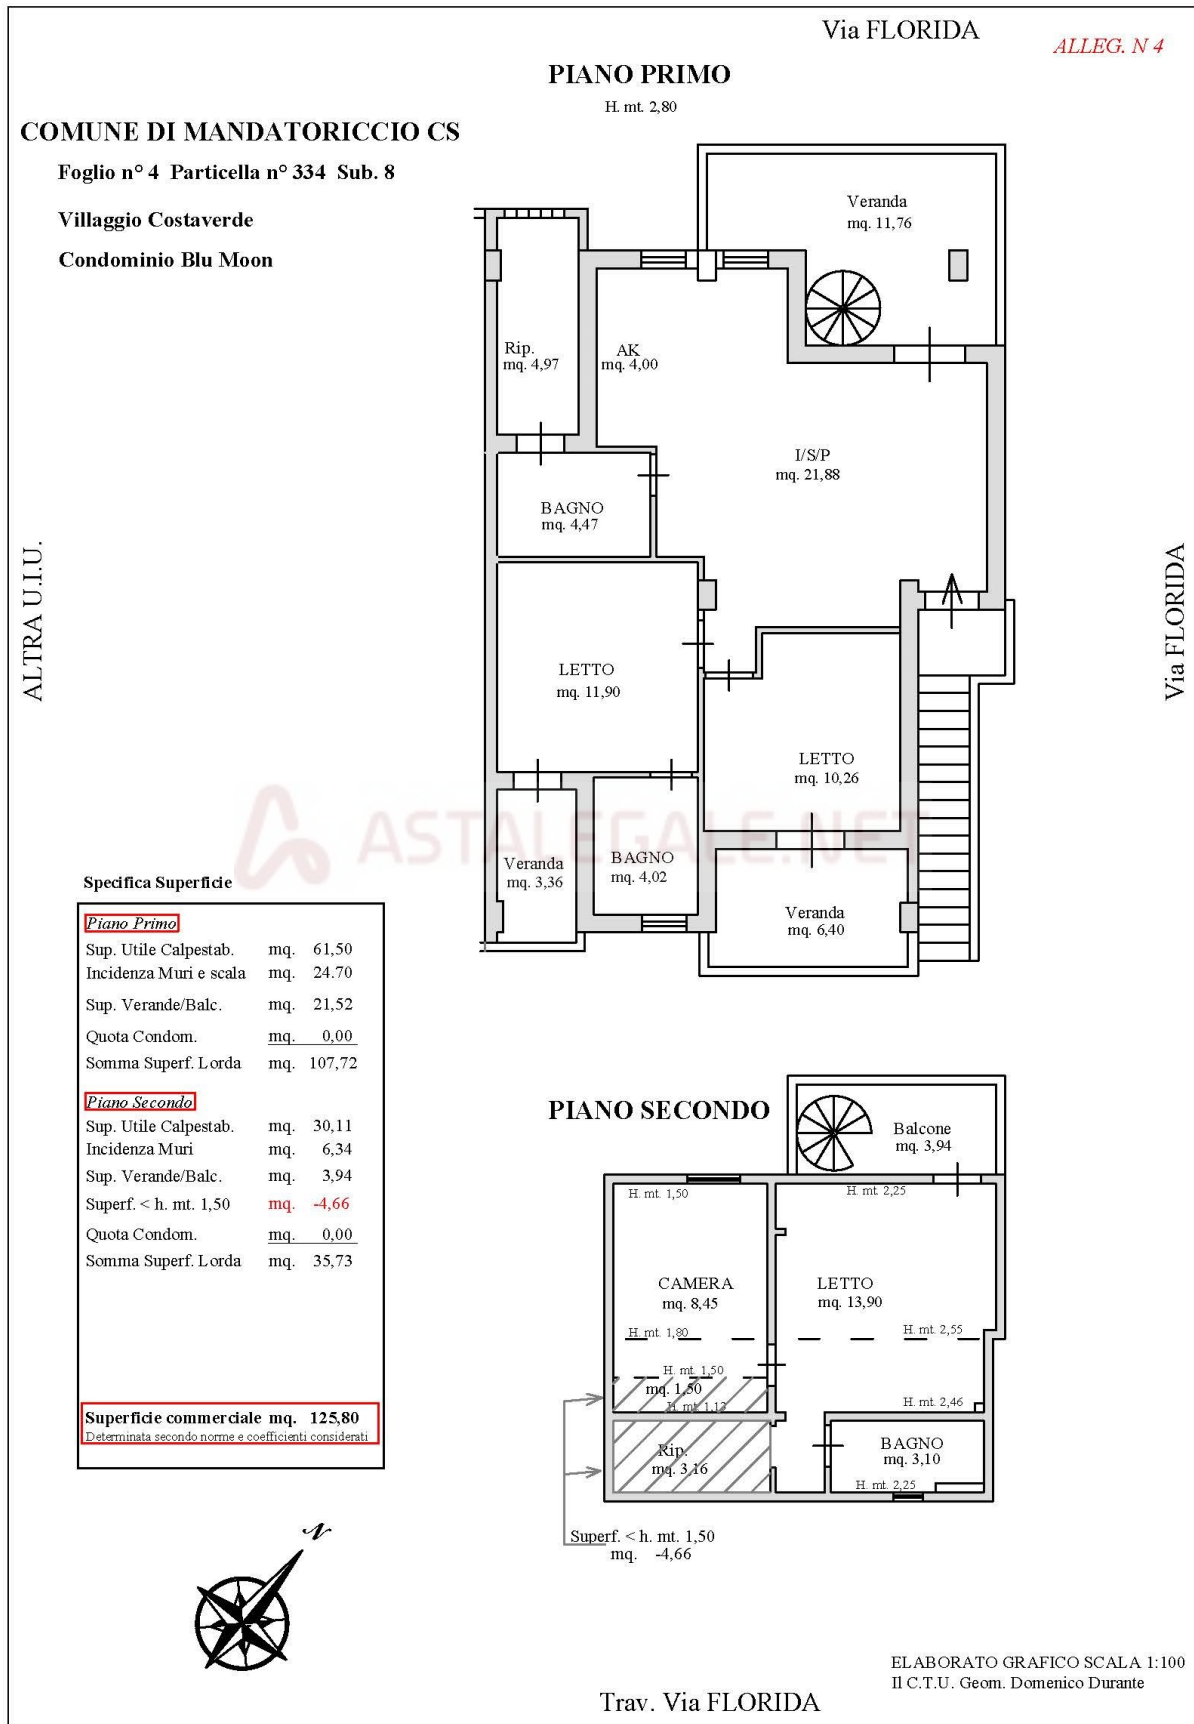 Via FLORIDA
ALLEG. N 4
PIANO PRIMO
H. mt. 2,80
COMUNE DI MANDATORICCIO CS
Foglio n° 4 Particella n° 334 Sub. 8
Villaggio Costaverde
Condominio Blu Moon
Veranda
mq. 11,76
Rip.
mq. 4,97
AK
mq. 4,00
I/S/P
mq. 21,88
BAGNO
mq. 4,47
ALTRA U.I.U.
Via FLORIDA
LETTO
mq. 11,90
LETTO
mq. 10,26
ASTALEGALE.NET
Veranda
mq. 3,36
BAGNO
mq. 4,02
Veranda
mq. 6,40
Specifica Superficie
Piano Primo
Sup. Utile Calpestab. mq. 61,50
Incidenza Muri e scala mq. 24.70
Sup. Verande/Balc. mq. 21,52
Quota Condom. mq. 0,00
Somma Superf. Lorda mq. 107,72
Piano Secondo
Sup. Utile Calpestab. mq. 30,11
Incidenza Muri mq. 6,34
Sup. Verande/Balc. mq. 3,94
Superf. < h. mt. 1,50 mq. -4,66
Quota Condom. mq. 0,00
Somma Superf. Lorda mq. 35,73
Superficie commerciale mq. 125,80
Determinata secondo norme e coefficienti considerati
PIANO SECONDO
Balcone
mq. 3,94
H. mt. 1,50
H. mt. 2,25
CAMERA
mq. 8,45
LETTO
mq. 13,90
H. mt. 1,80
H. mt. 2,55
H. mt. 1,50
mq. 1,50
H. mt. 1,13
H. mt. 2,46
Rip.
mq. 3,16
BAGNO
mq. 3,10
H. mt. 2,25
Superf. < h. mt. 1,50
mq. -4,66
N
ELABORATO GRAFICO SCALA 1:100
Il C.T.U. Geom. Domenico Durante
Trav. Via FLORIDA